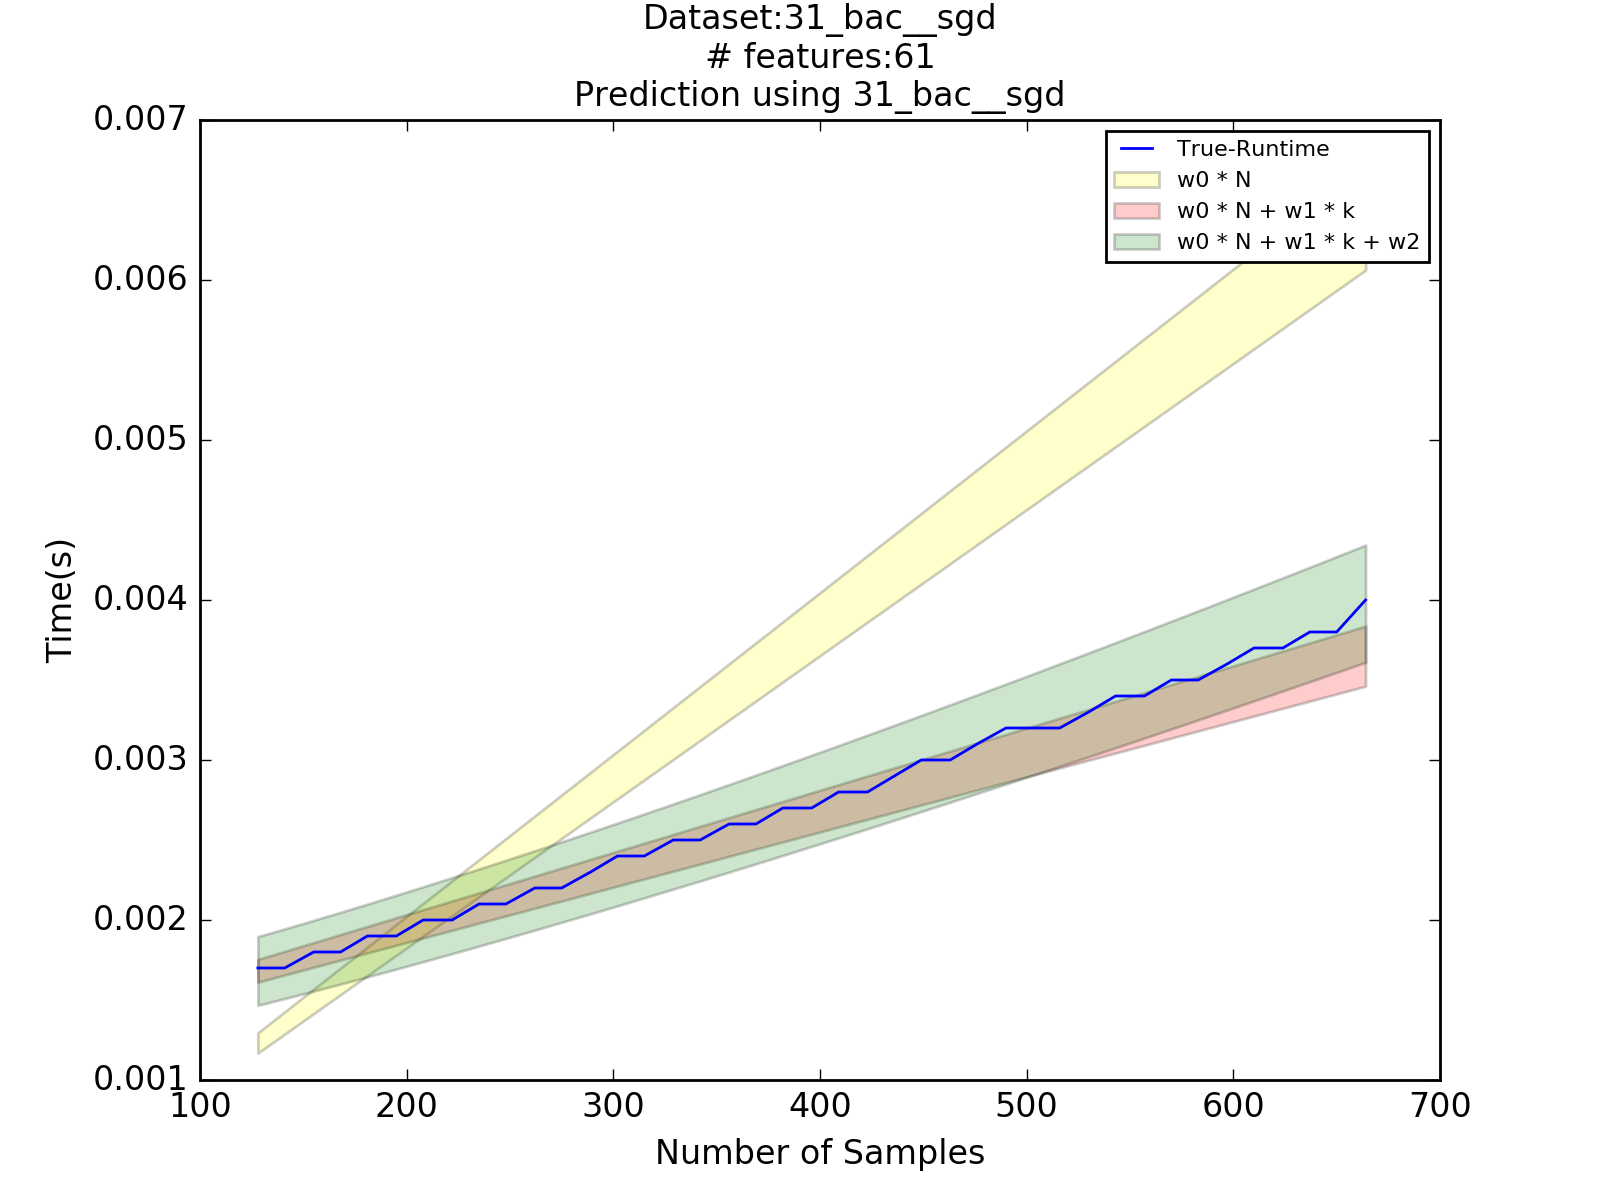 Dataset:31_bac__sgd
# features:61
Prediction using 31_bac__sgd
0.007
0.006
0.005
0.004
0.003
0.002
0.001
Time(s)
True-Runtime
w0 * N
w0 * N + w1 * k
w0 * N + w1 * k + w2
100 200 300 400 500 600 700
Number of Samples